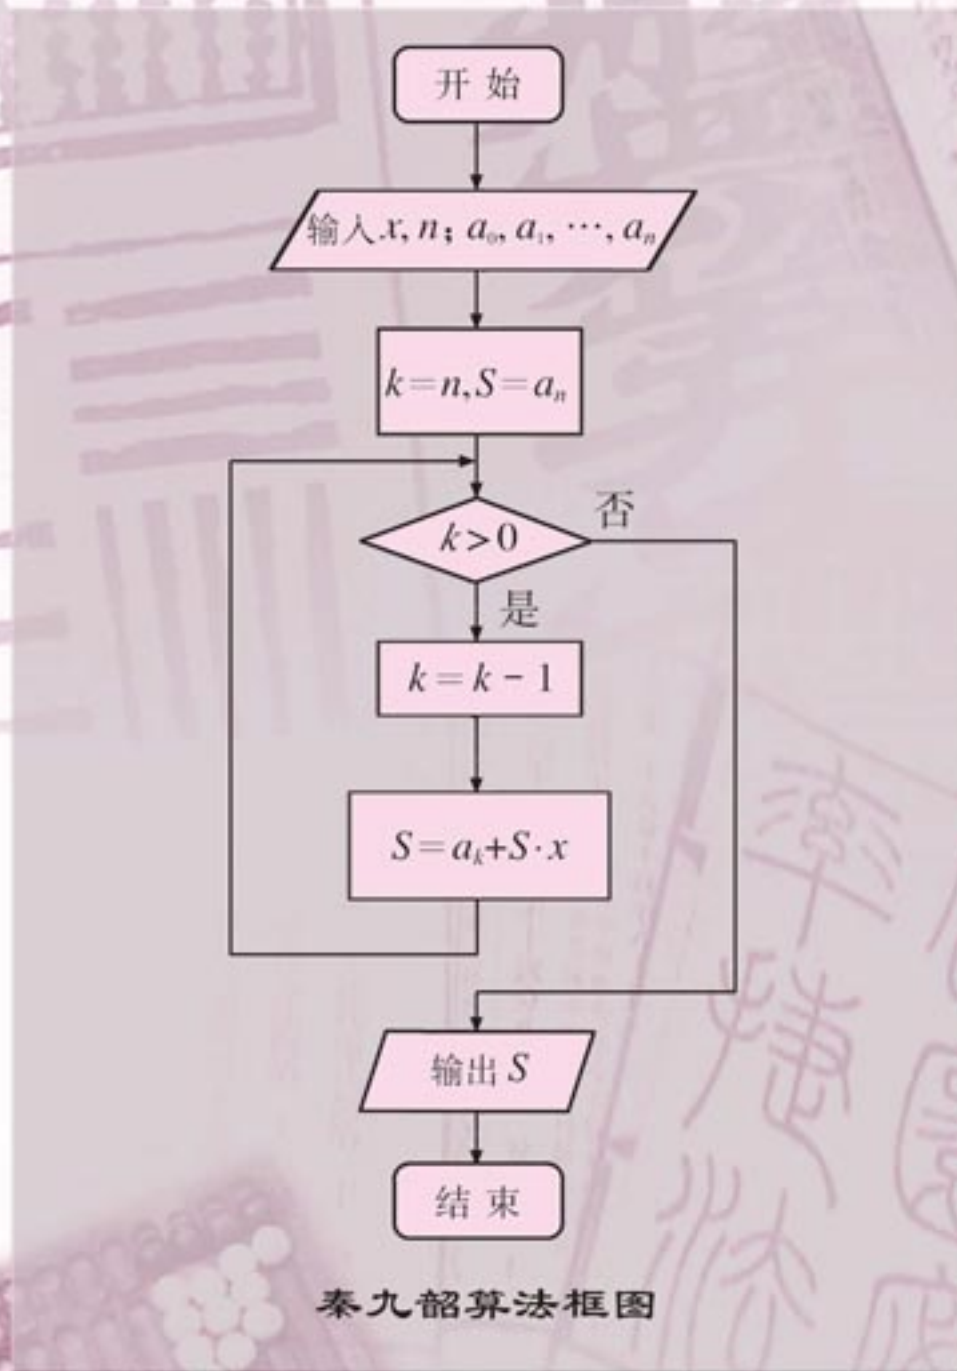 开 始
输入x, n; a₀, a₁, …, aₙ
k=n, S=aₙ
k>0
否
是
k=k-1
S=aₖ+S·x
输出 S
结 束
秦九韶算法框图